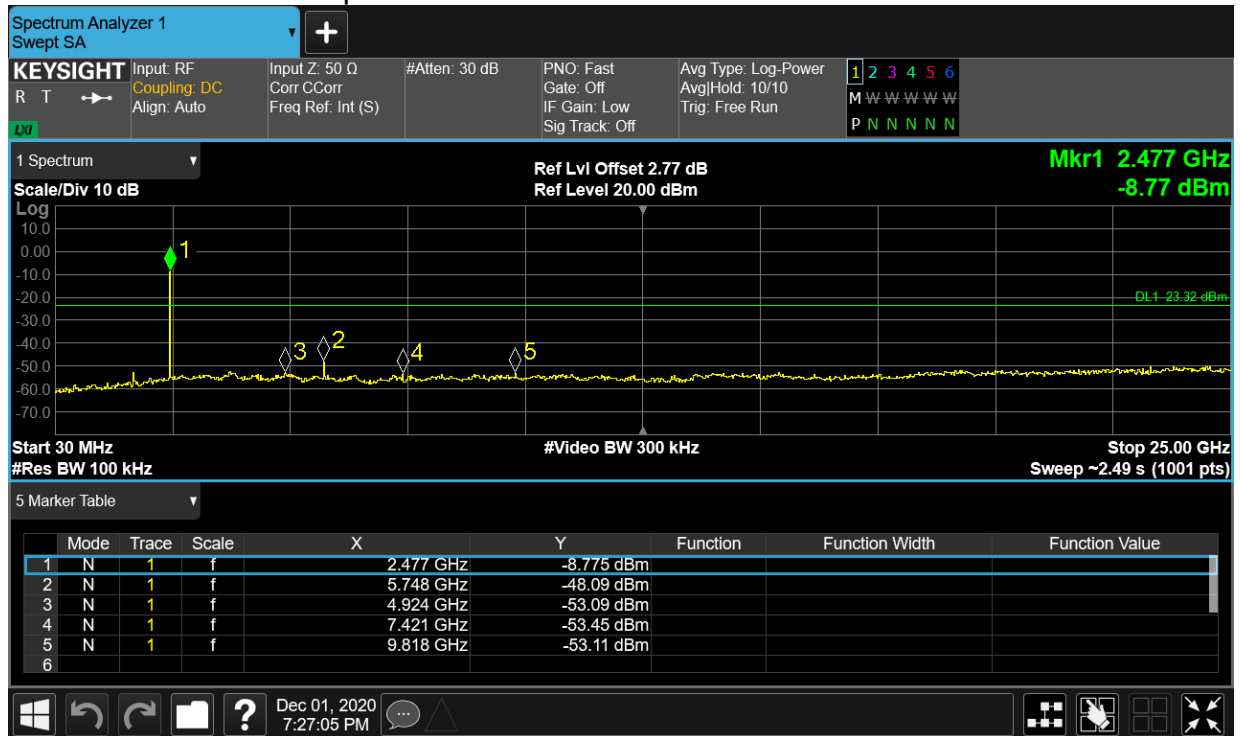 Spectrum Analyzer 1
Swept SA
+
KEYSIGHT
R T
LXI
Input: RF
Coupling: DC
Align: Auto
Input Z: 50 Ω
Corr CCorr
Freq Ref: Int (S)
#Atten: 30 dB
PNO: Fast
Gate: Off
IF Gain: Low
Sig Track: Off
Avg Type: Log-Power
Avg|Hold: 10/10
Trig: Free Run
1 2 3 4 5 6
M W W W W W
P N N N N N
1 Spectrum
Scale/Div 10 dB
Ref Lvl Offset 2.77 dB
Ref Level 20.00 dBm
Mkr1 2.477 GHz
-8.77 dBm
Log
10.0
0.00
-10.0
-20.0
-30.0
-40.0
-50.0
-60.0
-70.0
1
3 2 4 5
DL1 -23.32 dBm
Start 30 MHz
#Res BW 100 kHz
#Video BW 300 kHz
Stop 25.00 GHz
Sweep ~2.49 s (1001 pts)
5 Marker Table
Mode Trace Scale X Y Function Function Width Function Value
1 N 1 f 2.477 GHz -8.775 dBm
2 N 1 f 5.748 GHz -48.09 dBm
3 N 1 f 4.924 GHz -53.09 dBm
4 N 1 f 7.421 GHz -53.45 dBm
5 N 1 f 9.818 GHz -53.11 dBm
6
?
Dec 01, 2020
7:27:05 PM